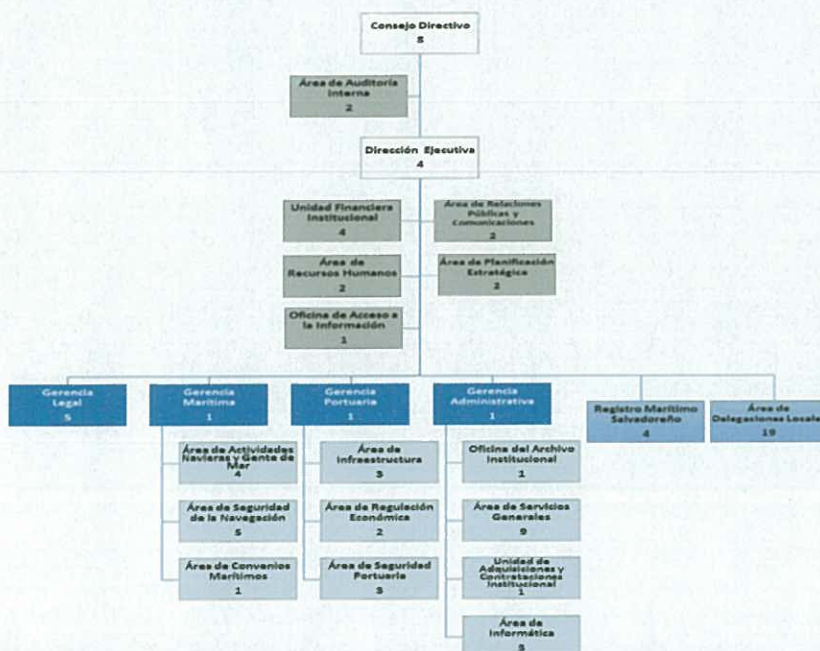 Consejo Directivo
5
Área de Auditoría
Interna
2
Dirección Ejecutiva
4
Unidad Financiera
Institucional
4
Área de Relaciones
Públicas y
Comunicaciones
2
Área de
Recursos Humanos
2
Área de Planificación
Estratégica
2
Oficina de Acceso a
la Información
1
Gerencia
Legal
5
Gerencia
Marítima
1
Gerencia
Portuaria
1
Gerencia
Administrativa
1
Registro Marítimo
Salvadoreño
4
Área de
Delegaciones Locales
19
Área de Actividades
Navieras y Gente de
Mar
4
Área de Seguridad
de la Navegación
5
Área de Convenios
Marítimos
1
Área de
Infraestructura
3
Área de Regulación
Económica
2
Área de Seguridad
Portuaria
3
Oficina del Archivo
Institucional
1
Área de Servicios
Generales
9
Unidad de
Adquisiciones y
Contrataciones
Institucional
1
Área de
Informática